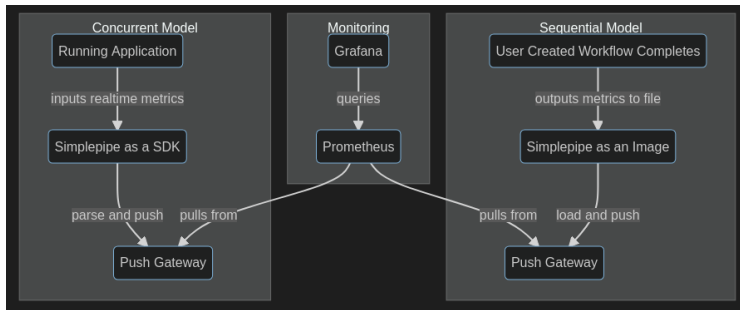 Concurrent Model
Running Application
inputs realtime metrics
Simplepipe as a SDK
parse and push
Push Gateway
Monitoring
Grafana
queries
Prometheus
pulls from
pulls from
Sequential Model
User Created Workflow Completes
outputs metrics to file
Simplepipe as an Image
load and push
Push Gateway